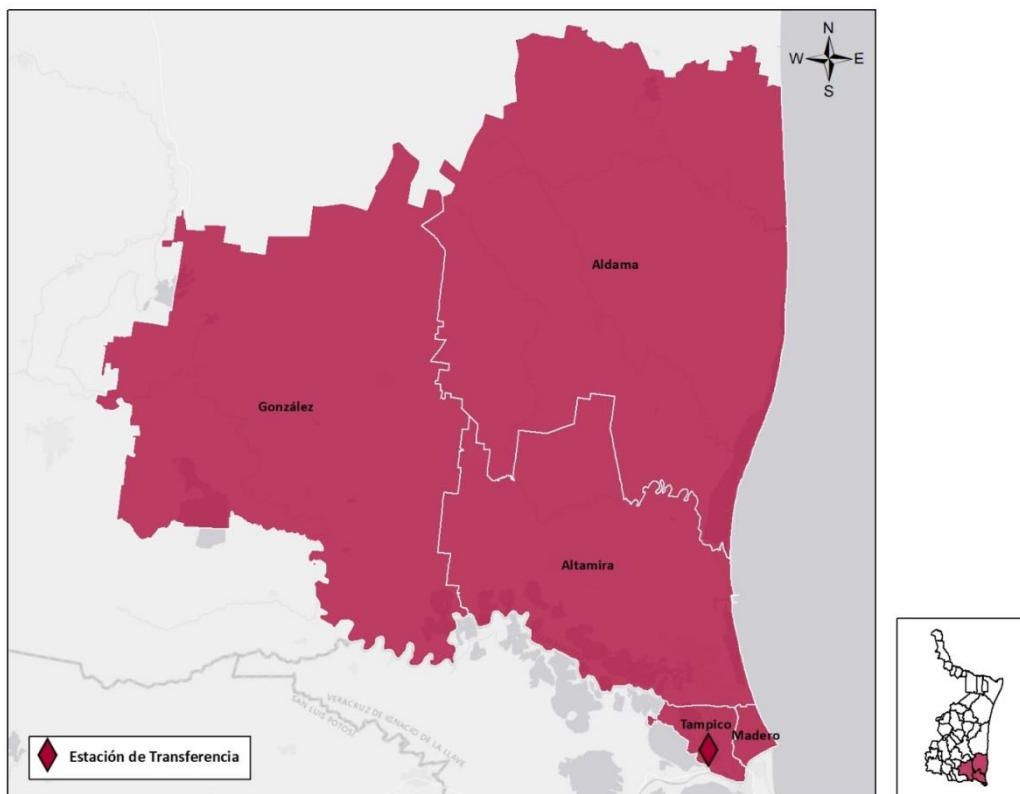 N
W E
S
Aldama
González
Altamira
Tampico
Madero
VERACRUZ DE IGNACIO DE LA LLAVE
SAN LUIS POTOSÍ
Estación de Transferencia